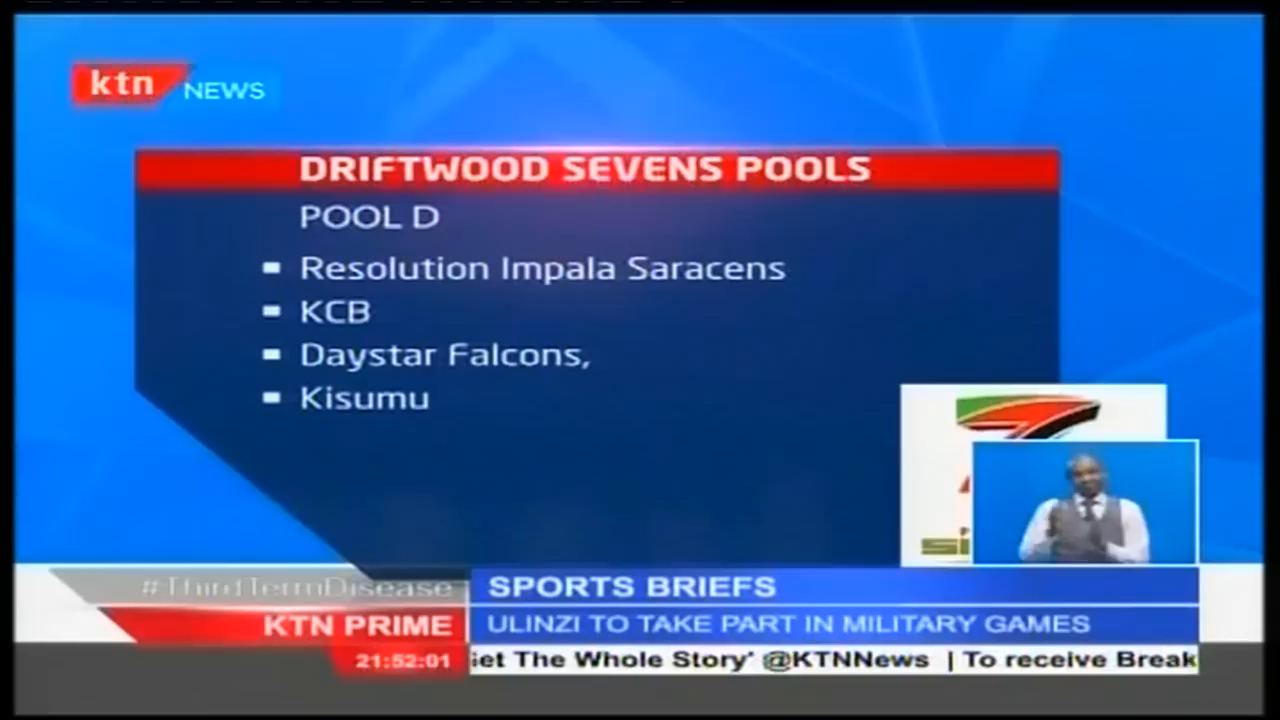 ktn NEWS
DRIFTWOOD SEVENS POOLS
POOL D
Resolution Impala Saracens
KCB
Daystar Falcons,
Kisumu
#ThirdTermDisease
SPORTS BRIEFS
KTN PRIME
ULINZI TO TAKE PART IN MILITARY GAMES
21:52:01
iet The Whole Story' @KTNNews | To receive Break